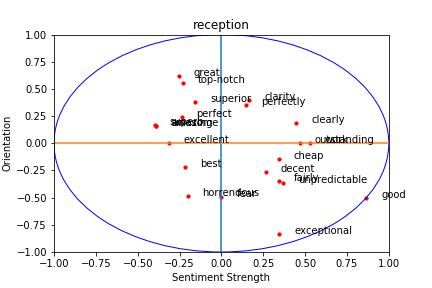 reception
1.00
0.75
0.50
0.25
0.00
−0.25
−0.50
−0.75
−1.00
Orientation
great
top-notch
superior
clarity
perfectly
perfect
clearly
excellent
outstanding
cheap
best
decent
fairly
unpredictable
horrendous
fear
good
exceptional
−1.00 −0.75 −0.50 −0.25 0.00 0.25 0.50 0.75 1.00
Sentiment Strength